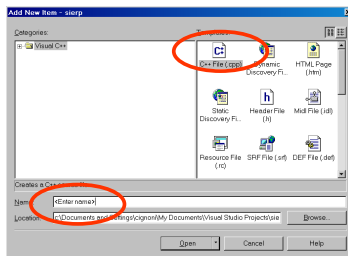 Add New Item - sierp
Categories:
Templates:
Visual C++
C++ File (.cpp)
Dynamic Discovery Fi...
HTML Page (.htm)
Static Discovery Fi...
Header File (.h)
Midl File (.idl)
Resource File (.rc)
SRF File (.srf)
DEF File (.def)
Creates a C++
Name:
<Enter name>
Location:
c:\Documents and Settings\cignoni\My Documents\Visual Studio Projects\sie
Browse...
Open
Cancel
Help